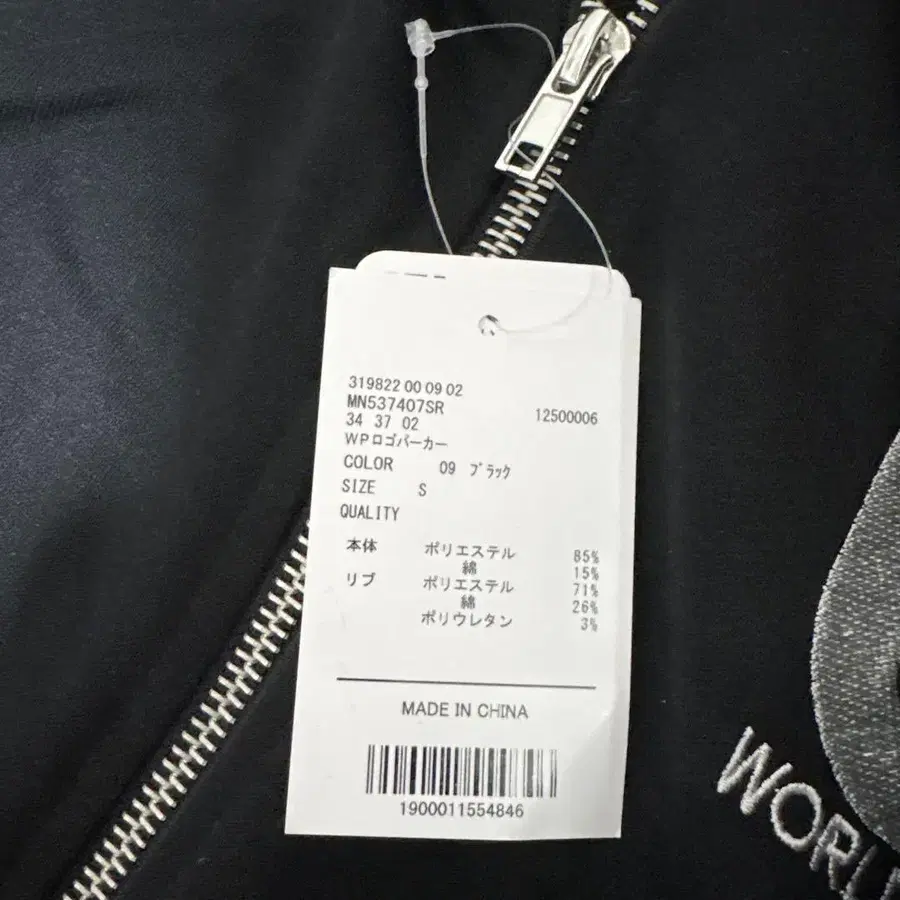 319822 00 09 02
MN537407SR
12500006
34 37 02
WPロゴパーカー
COLOR 09 ブラック
SIZE S
QUALITY
本体 ポリエステル 85%
綿 15%
リブ ポリエステル 71%
綿 26%
ポリウレタン 3%
MADE IN CHINA
1900011554846
WORL